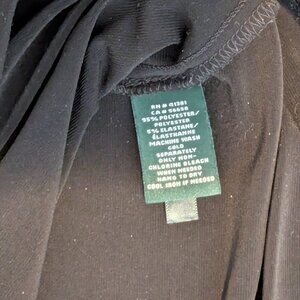 RN # 41381
CA # 56658
95% POLYESTER/
POLYESTER
5% ELASTANE/
ÉLASTHANNE
MACHINE WASH
COLD
SEPARATELY
ONLY NON-
CHLORINE BLEACH
WHEN NEEDED
HANG TO DRY
COOL IRON IF NEEDED